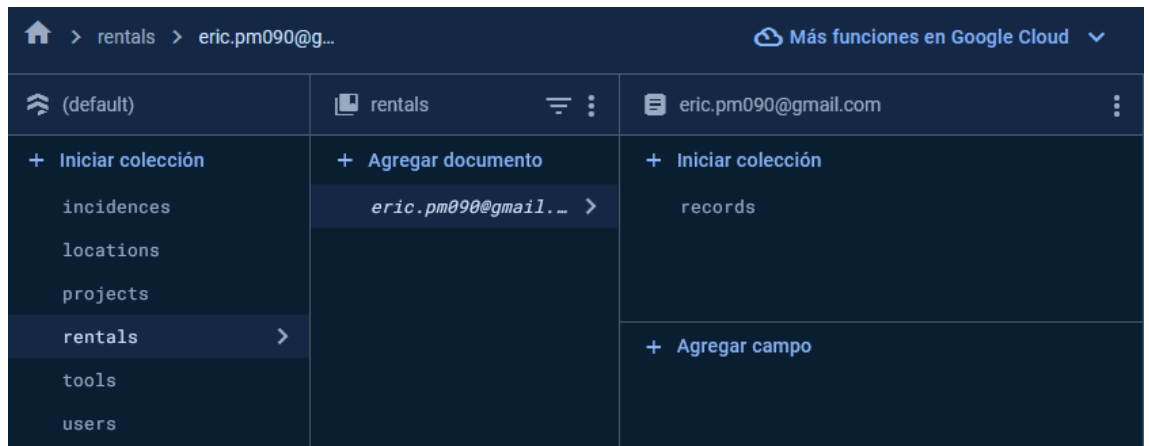 > rentals > eric.pm090@g...
Más funciones en Google Cloud
(default)
rentals
eric.pm090@gmail.com
+ Iniciar colección
+ Agregar documento
+ Iniciar colección
incidences
eric.pm090@gmail.... >
records
locations
projects
rentals >
+ Agregar campo
tools
users